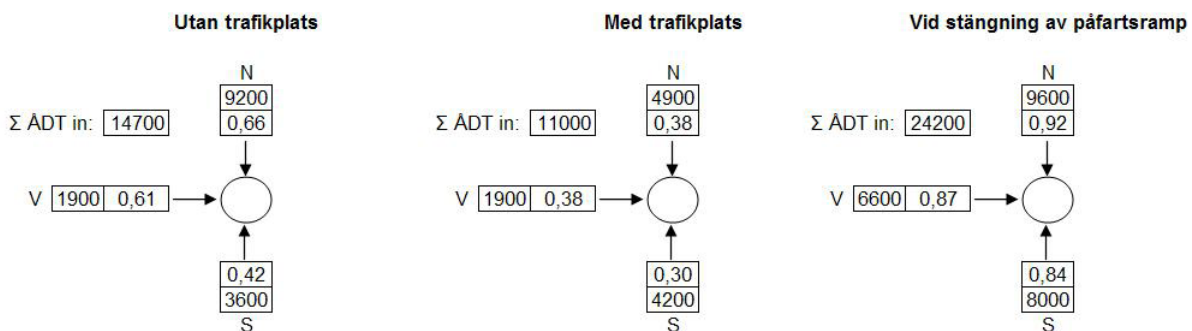 Utan trafikplats
N
9200
0,66
Σ ÅDT in: 14700
V 1900 0,61
0,42
3600
S
Med trafikplats
N
4900
0,38
Σ ÅDT in: 11000
V 1900 0,38
0,30
4200
S
Vid stängning av påfartsramp
N
9600
0,92
Σ ÅDT in: 24200
V 6600 0,87
0,84
8000
S